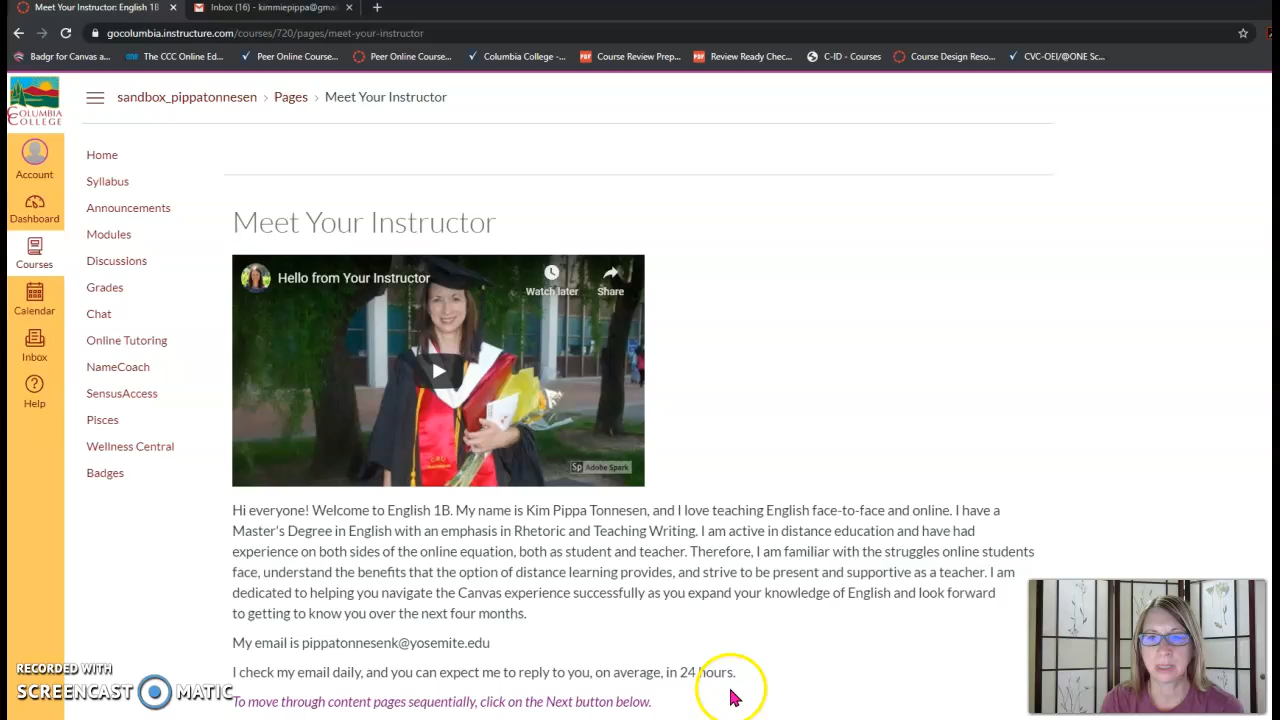 Meet Your Instructor: English 1B
Inbox (16) - kimmiepippa@gma
gocolumbia.instructure.com/courses/720/pages/meet-your-instructor
Badgr for Canvas a...
The CCC Online Ed...
Peer Online Course...
Peer Online Course...
Columbia College -...
Course Review Prep...
Review Ready Chec...
C-ID - Courses
Course Design Reso...
CVC-OEI/@ONE Sc...
COLUMBIA
COLLEGE
sandbox_pippatonnesen › Pages › Meet Your Instructor
Account
Dashboard
Courses
Calendar
Inbox
Help
Home
Syllabus
Announcements
Modules
Discussions
Grades
Chat
Online Tutoring
NameCoach
SensusAccess
Pisces
Wellness Central
Badges
Meet Your Instructor
Hello from Your Instructor
Watch later
Share
Sp Adobe Spark
Hi everyone! Welcome to English 1B. My name is Kim Pippa Tonnesen, and I love teaching English face-to-face and online. I have a
Master's Degree in English with an emphasis in Rhetoric and Teaching Writing. I am active in distance education and have had
experience on both sides of the online equation, both as student and teacher. Therefore, I am familiar with the struggles online students
face, understand the benefits that the option of distance learning provides, and strive to be present and supportive as a teacher. I am
dedicated to helping you navigate the Canvas experience successfully as you expand your knowledge of English and look forward
to getting to know you over the next four months.
My email is pippatonnesenk@yosemite.edu
I check my email daily, and you can expect me to reply to you, on average, in 24 hours.
To move through content pages sequentially, click on the Next button below.
RECORDED WITH
SCREENCAST MATIC